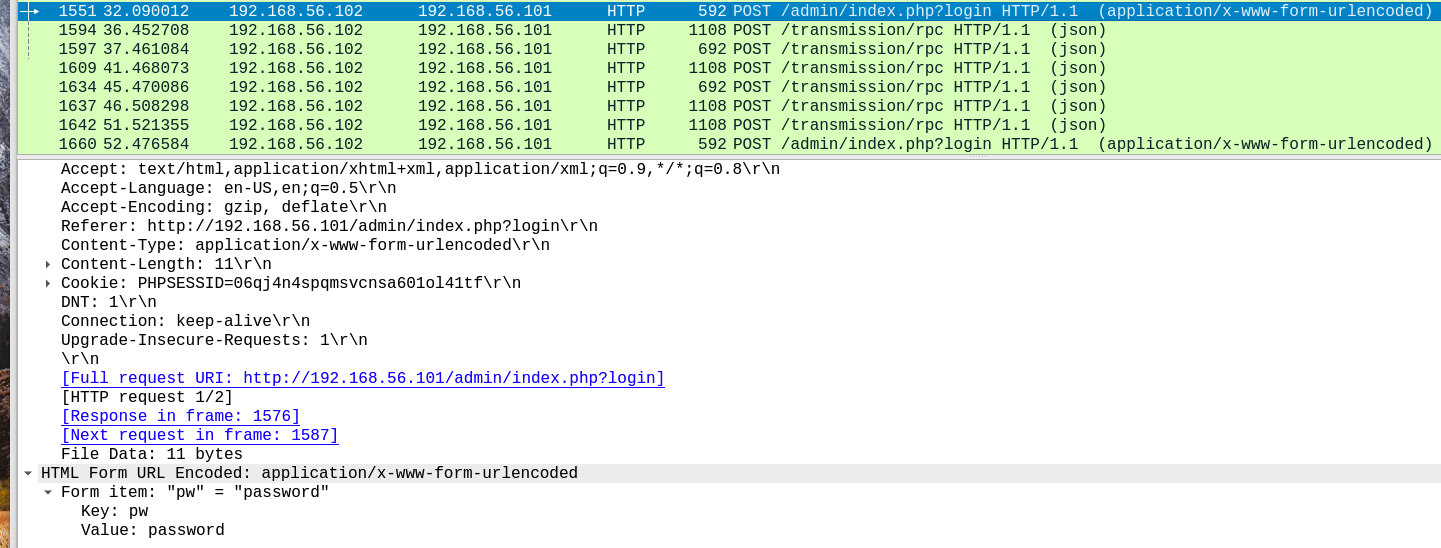 1551 32.090012 192.168.56.102 192.168.56.101 HTTP 592 POST /admin/index.php?login HTTP/1.1 (application/x-www-form-urlencoded)
1594 36.452708 192.168.56.102 192.168.56.101 HTTP 1108 POST /transmission/rpc HTTP/1.1 (json)
1597 37.461084 192.168.56.102 192.168.56.101 HTTP 692 POST /transmission/rpc HTTP/1.1 (json)
1609 41.468073 192.168.56.102 192.168.56.101 HTTP 1108 POST /transmission/rpc HTTP/1.1 (json)
1634 45.470086 192.168.56.102 192.168.56.101 HTTP 692 POST /transmission/rpc HTTP/1.1 (json)
1637 46.508298 192.168.56.102 192.168.56.101 HTTP 1108 POST /transmission/rpc HTTP/1.1 (json)
1642 51.521355 192.168.56.102 192.168.56.101 HTTP 1108 POST /transmission/rpc HTTP/1.1 (json)
1660 52.476584 192.168.56.102 192.168.56.101 HTTP 592 POST /admin/index.php?login HTTP/1.1 (application/x-www-form-urlencoded)
Accept: text/html,application/xhtml+xml,application/xml;q=0.9,*/*;q=0.8\r\n
Accept-Language: en-US,en;q=0.5\r\n
Accept-Encoding: gzip, deflate\r\n
Referer: http://192.168.56.101/admin/index.php?login\r\n
Content-Type: application/x-www-form-urlencoded\r\n
Content-Length: 11\r\n
Cookie: PHPSESSID=06qj4n4spqmsvcnsa601ol41tf\r\n
DNT: 1\r\n
Connection: keep-alive\r\n
Upgrade-Insecure-Requests: 1\r\n
\r\n
[Full request URI: http://192.168.56.101/admin/index.php?login]
[HTTP request 1/2]
[Response in frame: 1576]
[Next request in frame: 1587]
File Data: 11 bytes
HTML Form URL Encoded: application/x-www-form-urlencoded
Form item: "pw" = "password"
Key: pw
Value: password